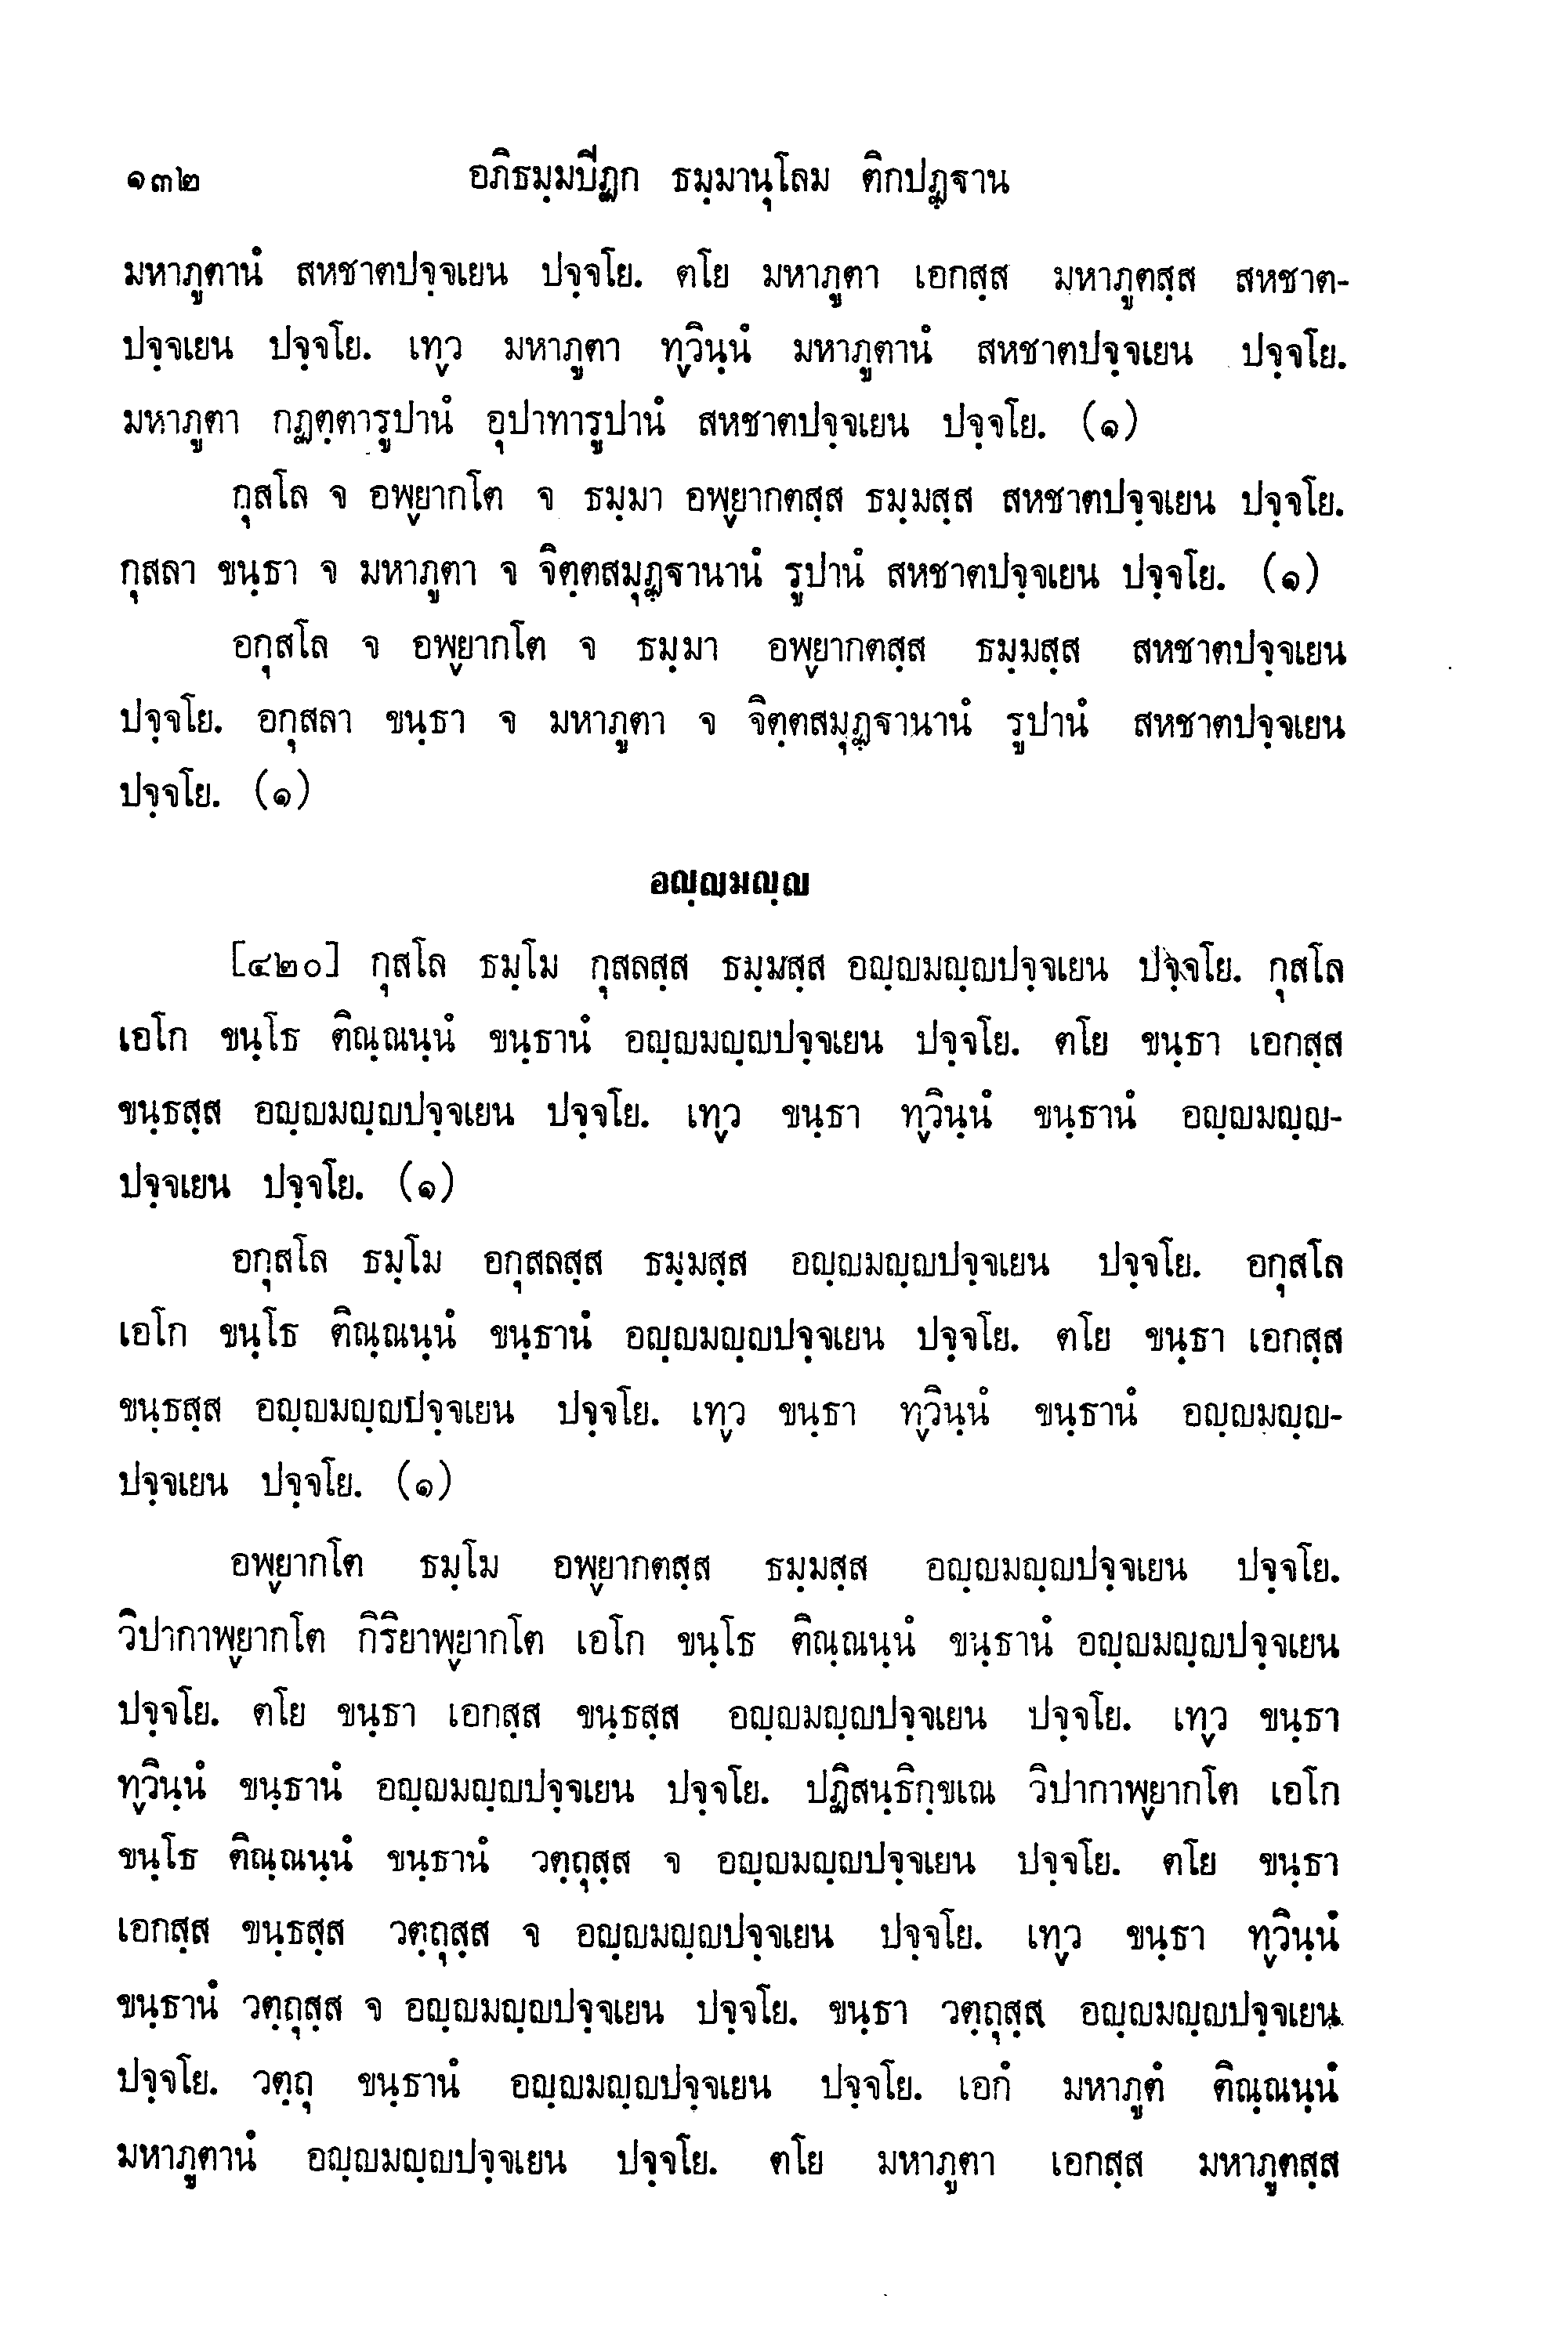 ๑๓๒ อภิธมฺมปีฏก ธมฺมานุโลม ติกปฏฺฐาน
มหาภูตานํ สหชาตปจฺจเยน ปจฺจโย. ตโย มหาภูตา เอกสฺส มหาภูตสฺส สหชาต-
ปจฺจเยน ปจฺจโย. เทฺว มหาภูตา ทฺวินฺนํ มหาภูตานํ สหชาตปจฺจเยน ปจฺจโย.
มหาภูตา กฏตฺตารูปานํ อุปาทารูปานํ สหชาตปจฺจเยน ปจฺจโย. (๑)
กุสโล จ อพฺยากโต จ ธมฺมา อพฺยากตสฺส ธมฺมสฺส สหชาตปจฺจเยน ปจฺจโย.
กุสลา ขนฺธา จ มหาภูตา จ จิตฺตสมุฏฺฐานานํ รูปานํ สหชาตปจฺจเยน ปจฺจโย. (๑)
อกุสโล จ อพฺยากโต จ ธมฺมา อพฺยากตสฺส ธมฺมสฺส สหชาตปจฺจเยน
ปจฺจโย. อกุสลา ขนฺธา จ มหาภูตา จ จิตฺตสมุฏฺฐานานํ รูปานํ สหชาตปจฺจเยน
ปจฺจโย. (๑)
อญฺญมญฺญ
[๔๒๐] กุสโล ธมฺโม กุสลสฺส ธมฺมสฺส อญฺญมญฺญปจฺจเยน ปจฺจโย. กุสโล
เอโก ขนฺโธ ติณฺณนฺนํ ขนฺธานํ อญฺญมญฺญปจฺจเยน ปจฺจโย. ตโย ขนฺธา เอกสฺส
ขนฺธสฺส อญฺญมญฺญปจฺจเยน ปจฺจโย. เทฺว ขนฺธา ทฺวินฺนํ ขนฺธานํ อญฺญมญฺญ-
ปจฺจเยน ปจฺจโย. (๑)
อกุสโล ธมฺโม อกุสลสฺส ธมฺมสฺส อญฺญมญฺญปจฺจเยน ปจฺจโย. อกุสโล
เอโก ขนฺโธ ติณฺณนฺนํ ขนฺธานํ อญฺญมญฺญปจฺจเยน ปจฺจโย. ตโย ขนฺธา เอกสฺส
ขนฺธสฺส อญฺญมญฺญปจฺจเยน ปจฺจโย. เทฺว ขนฺธา ทฺวินฺนํ ขนฺธานํ อญฺญมญฺญ-
ปจฺจเยน ปจฺจโย. (๑)
อพฺยากโต ธมฺโม อพฺยากตสฺส ธมฺมสฺส อญฺญมญฺญปจฺจเยน ปจฺจโย.
วิปากาพฺยากโต กิริยาพฺยากโต เอโก ขนฺโธ ติณฺณนฺนํ ขนฺธานํ อญฺญมญฺญปจฺจเยน
ปจฺจโย. ตโย ขนฺธา เอกสฺส ขนฺธสฺส อญฺญมญฺญปจฺจเยน ปจฺจโย. เทฺว ขนฺธา
ทฺวินฺนํ ขนฺธานํ อญฺญมญฺญปจฺจเยน ปจฺจโย. ปฏิสนฺธิกฺขเณ วิปากาพฺยากโต เอโก
ขนฺโธ ติณฺณนฺนํ ขนฺธานํ วตฺถุสฺส จ อญฺญมญฺญปจฺจเยน ปจฺจโย. ตโย ขนฺธา
เอกสฺส ขนฺธสฺส วตฺถุสฺส จ อญฺญมญฺญปจฺจเยน ปจฺจโย. เทฺว ขนฺธา ทฺวินฺนํ
ขนฺธานํ วตฺถุสฺส จ อญฺญมญฺญปจฺจเยน ปจฺจโย. ขนฺธา วตฺถุสฺส อญฺญมญฺญปจฺจเยน
ปจฺจโย. วตฺถุ ขนฺธานํ อญฺญมญฺญปจฺจเยน ปจฺจโย. เอกํ มหาภูตํ ติณฺณนฺนํ
มหาภูตานํ อญฺญมญฺญปจฺจเยน ปจฺจโย. ตโย มหาภูตา เอกสฺส มหาภูตสฺส